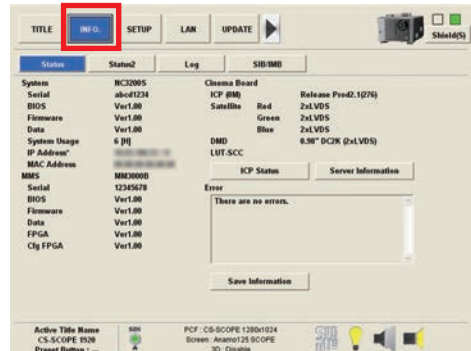 TITLE INFO. SETUP LAN UPDATE Shield(S)
Status Status2 Log SIB/IMB
System NC3200S
Serial abcd1234
BIOS Ver1.00
Firmware Ver1.00
Data Ver1.00
System Usage 6 [H]
IP Address*
MAC Address
MMS MM3000B
Serial 12345678
BIOS Ver1.00
Firmware Ver1.00
Data Ver1.00
FPGA Ver1.00
Cfg FPGA Ver1.00
Cinema Board
ICP (IIM) Release Prod2.1(276)
Satellite Red 2xLVDS
Green 2xLVDS
Blue 2xLVDS
DMD 0.98" DC2K (2xLVDS)
LUT-SCC
ICP Status Server Information
Error
There are no errors.
Save Information
Active Title Name
CS-SCOPE 1920
Preset Button : ---
SDI
A
PCF : CS-SCOPE 1280x1024
Screen : Anamo125 SCOPE
3D : Disable